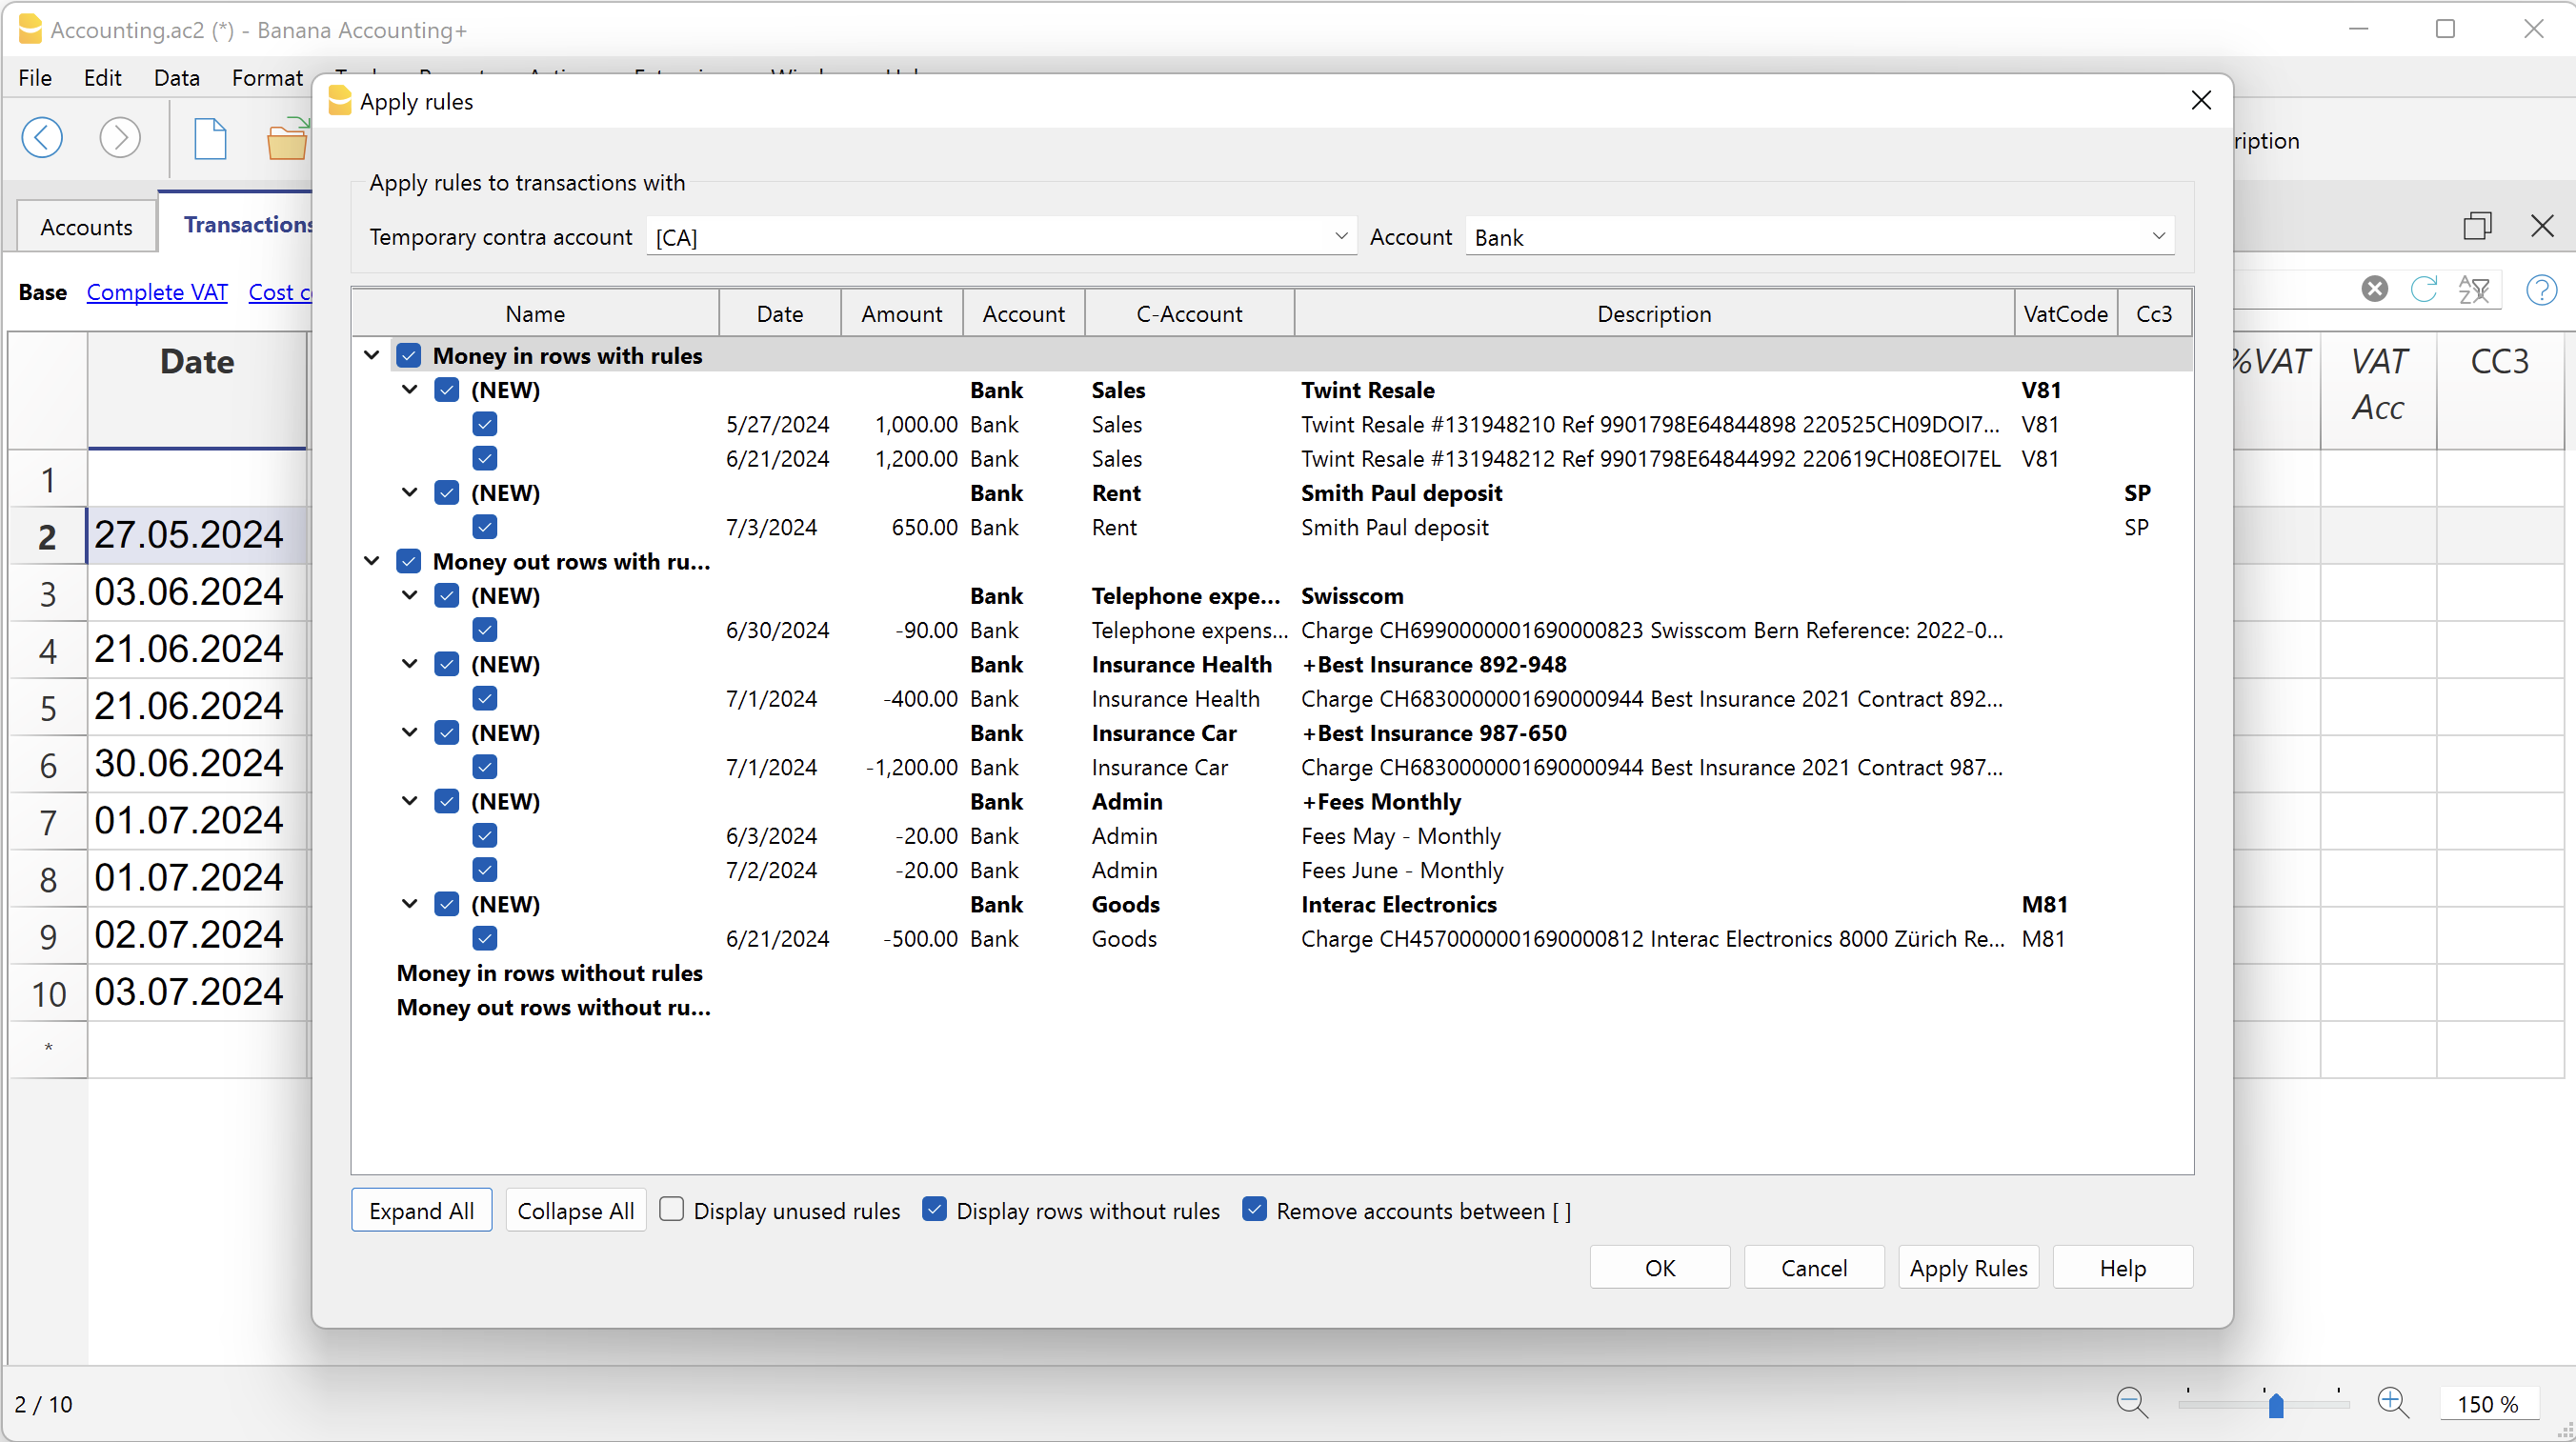 Accounting.ac2 (*) - Banana Accounting+
File Edit Data Format
Apply rules
ription
Apply rules to transactions with
Accounts Transactions
Temporary contra account [CA] Account Bank
Base Complete VAT Cost c
Name Date Amount Account C-Account Description VatCode Cc3
Date %VAT VAT Acc CC3
Money in rows with rules
(NEW) Bank Sales Twint Resale V81
5/27/2024 1,000.00 Bank Sales Twint Resale #131948210 Ref 9901798E64844898 220525CH09DOI7... V81
6/21/2024 1,200.00 Bank Sales Twint Resale #131948212 Ref 9901798E64844992 220619CH08EOI7EL V81
(NEW) Bank Rent Smith Paul deposit SP
7/3/2024 650.00 Bank Rent Smith Paul deposit SP
Money out rows with ru...
(NEW) Bank Telephone expe... Swisscom
6/30/2024 -90.00 Bank Telephone expens... Charge CH6990000001690000823 Swisscom Bern Reference: 2022-0...
(NEW) Bank Insurance Health +Best Insurance 892-948
7/1/2024 -400.00 Bank Insurance Health Charge CH6830000001690000944 Best Insurance 2021 Contract 892...
(NEW) Bank Insurance Car +Best Insurance 987-650
7/1/2024 -1,200.00 Bank Insurance Car Charge CH6830000001690000944 Best Insurance 2021 Contract 987...
(NEW) Bank Admin +Fees Monthly
6/3/2024 -20.00 Bank Admin Fees May - Monthly
7/2/2024 -20.00 Bank Admin Fees June - Monthly
(NEW) Bank Goods Interac Electronics M81
6/21/2024 -500.00 Bank Goods Charge CH4570000001690000812 Interac Electronics 8000 Zürich Re... M81
Money in rows without rules
Money out rows without ru...
1
2 27.05.2024
3 03.06.2024
4 21.06.2024
5 21.06.2024
6 30.06.2024
7 01.07.2024
8 01.07.2024
9 02.07.2024
10 03.07.2024
*
Expand All Collapse All Display unused rules Display rows without rules Remove accounts between [ ]
OK Cancel Apply Rules Help
2 / 10 150 %